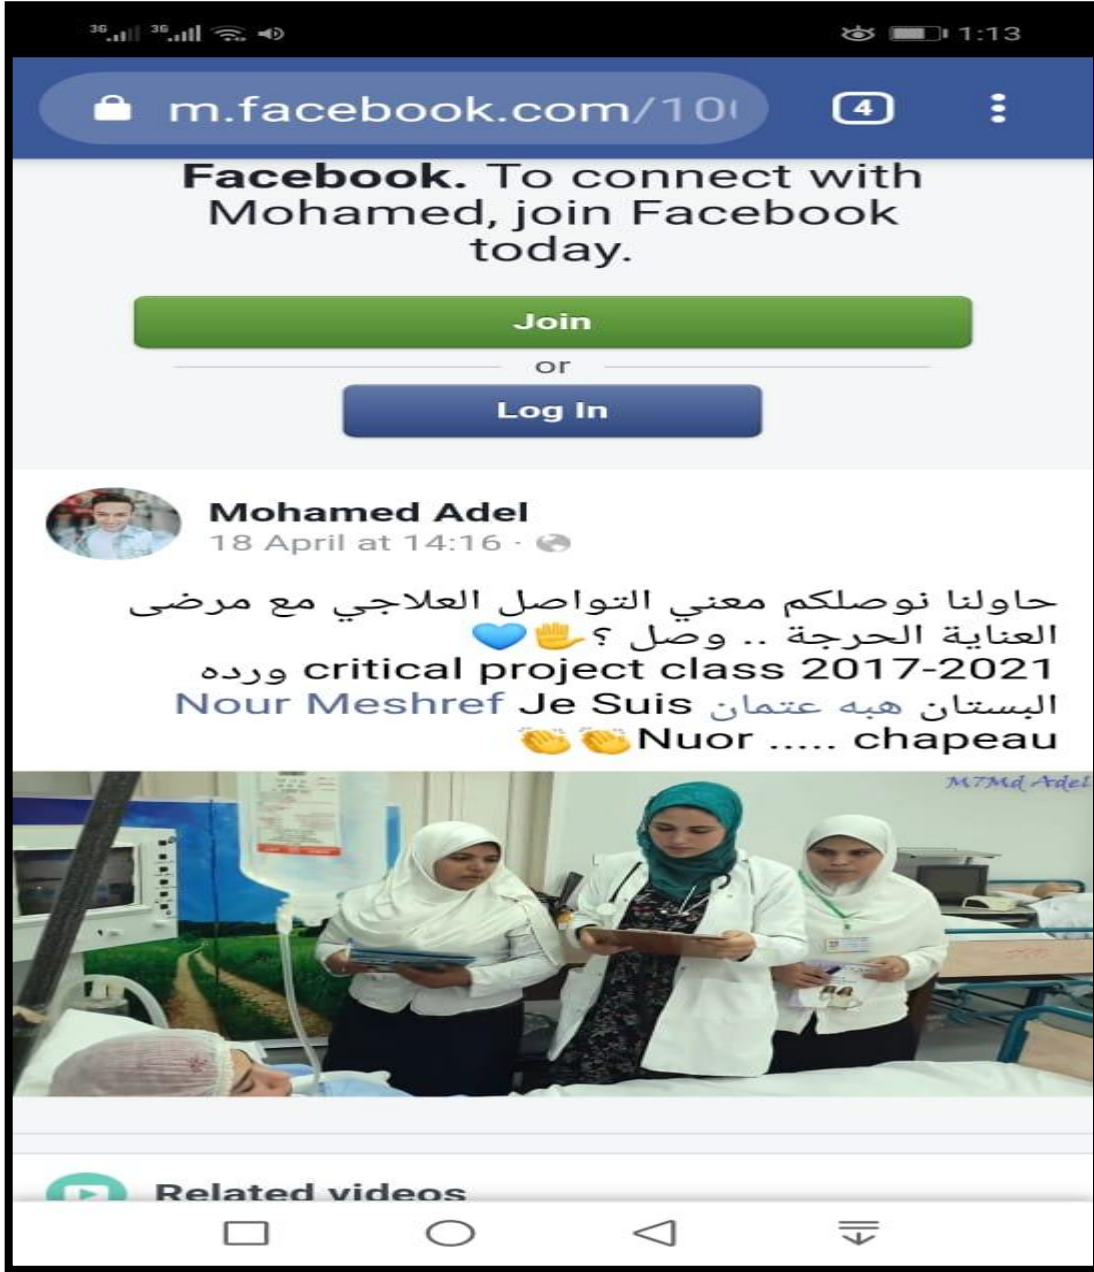 3G 3G 1:13
m.facebook.com/10
4
Facebook. To connect with
Mohamed, join Facebook
today.
Join
or
Log In
Mohamed Adel
18 April at 14:16 ·
حاولنا نوصلكم معني التواصل العلاجي مع مرضى
العناية الحرجة .. وصل ؟ ✋💙
critical project class 2017-2021 ورده
البستان هبه عتمان Nour Meshref Je Suis
Nuor ..... chapeau 👏👏
M7Md Adel
Related videos